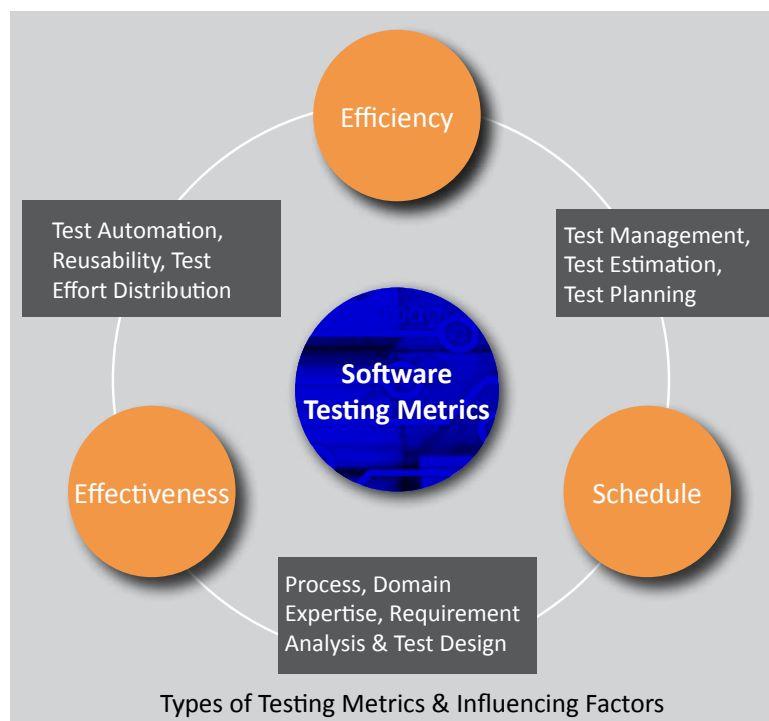 Efficiency
Test Automation,
Reusability, Test
Effort Distribution
Test Management,
Test Estimation,
Test Planning
Software
Testing Metrics
Effectiveness
Schedule
Process, Domain
Expertise, Requirement
Analysis & Test Design
Types of Testing Metrics & Influencing Factors